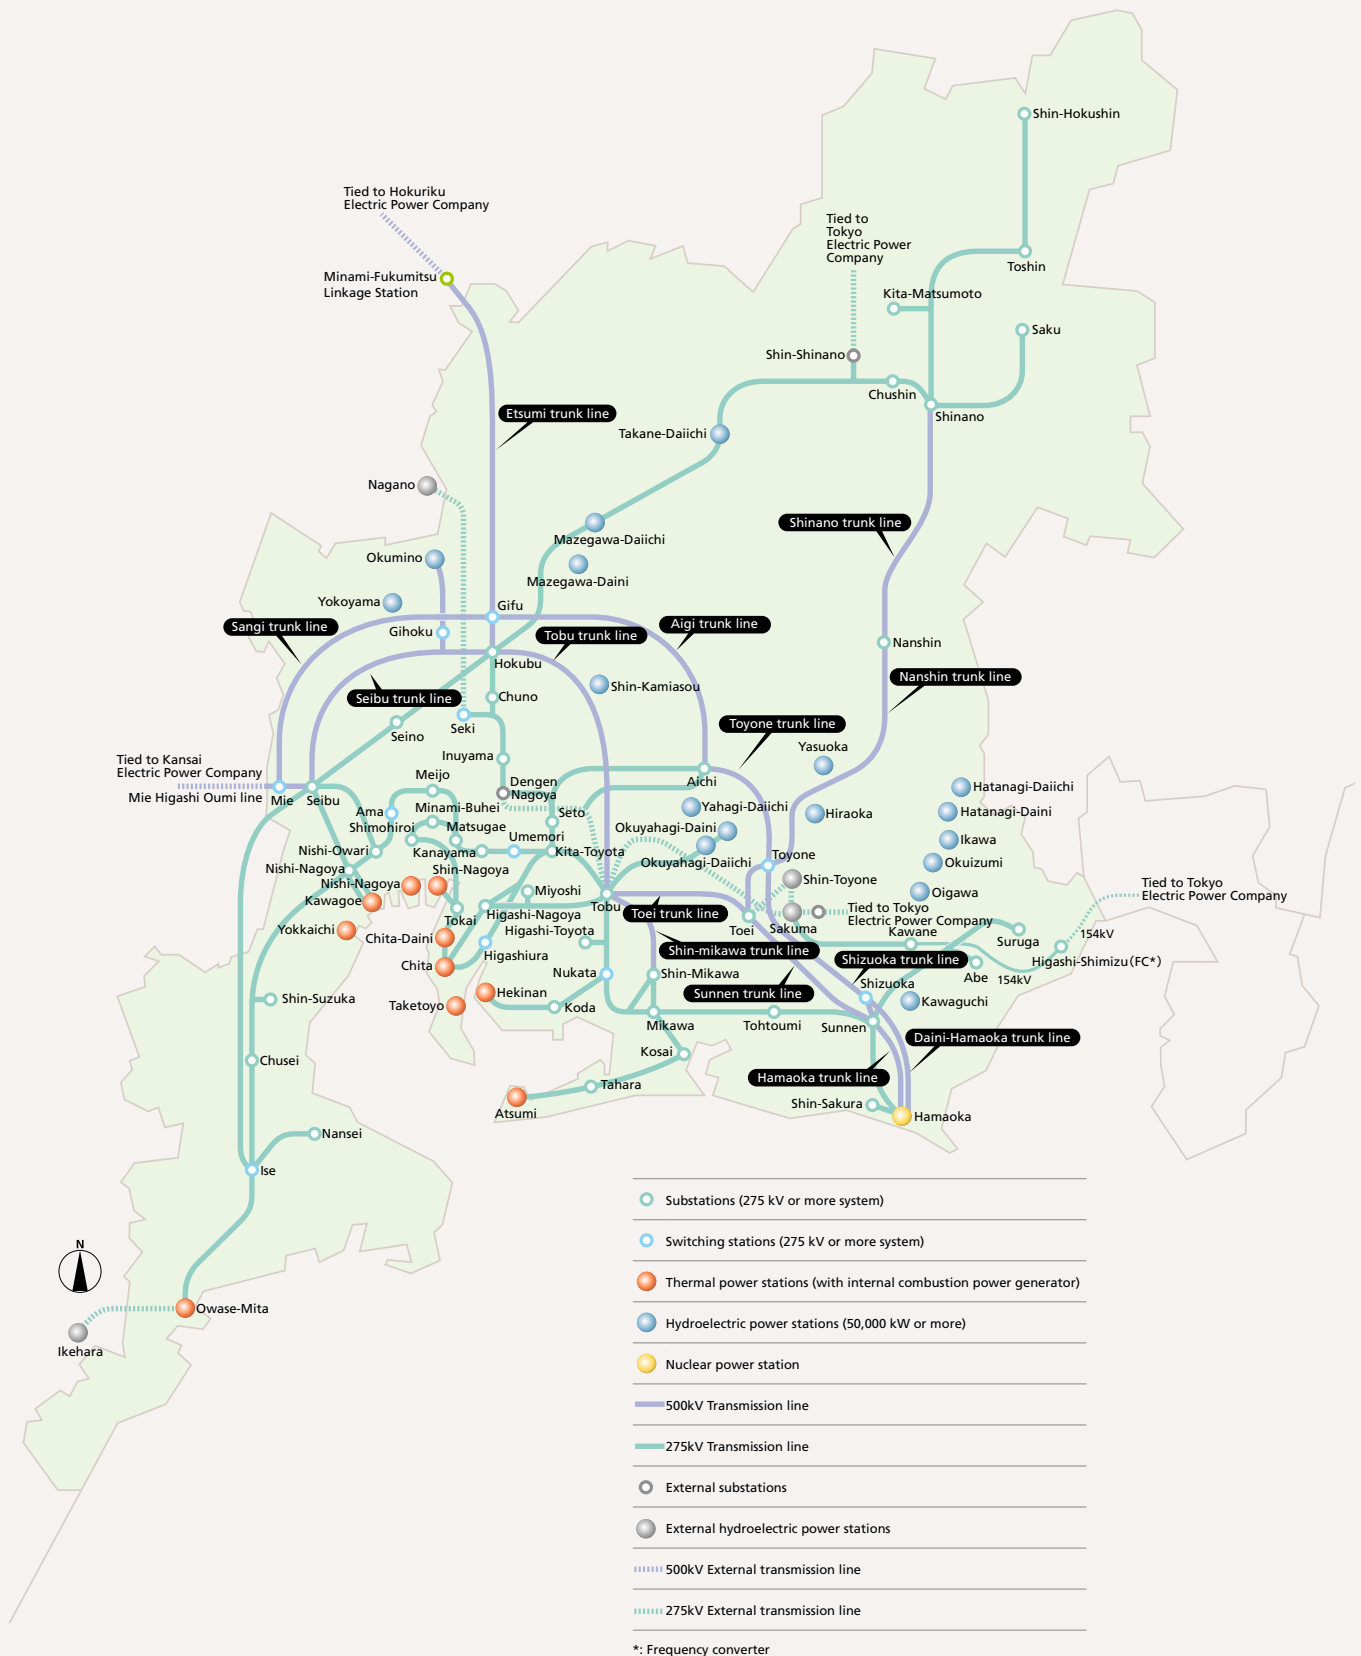 Shin-Hokushin
Tied to Hokuriku
Electric Power Company
Tied to
Tokyo
Electric Power
Company
Toshin
Minami-Fukumitsu
Linkage Station
Kita-Matsumoto
Saku
Shin-Shinano
Chushin
Shinano
Etsumi trunk line
Takane-Daiichi
Nagano
Shinano trunk line
Mazegawa-Daiichi
Okumino
Mazegawa-Daini
Yokoyama
Gifu
Sangi trunk line
Gihoku
Tobu trunk line
Aigi trunk line
Nanshin
Hokubu
Nanshin trunk line
Shin-Kamiasou
Seibu trunk line
Chuno
Seki
Seino
Toyone trunk line
Yasuoka
Inuyama
Tied to Kansai
Electric Power Company
Mie Higashi Oumi line
Mie
Seibu
Meijo
Dengen
Nagoya
Aichi
Hatanagi-Daiichi
Ama
Minami-Buhei
Seto
Yahagi-Daiichi
Hiraoka
Hatanagi-Daini
Shimohiroi
Matsugae
Umemori
Okuyahagi-Daini
Ikawa
Nishi-Owari
Kanayama
Kita-Toyota
Okuyahagi-Daiichi
Toyone
Okuizumi
Nishi-Nagoya
Shin-Nagoya
Nishi-Nagoya
Miyoshi
Shin-Toyone
Oigawa
Tied to Tokyo
Electric Power Company
Kawagoe
Tokai
Higashi-Nagoya
Tobu
Toei trunk line
Toei
Sakuma
Tied to Tokyo
Electric Power Company
Yokkaichi
Chita-Daini
Higashi-Toyota
Kawane
Suruga
154kV
Higashiura
Shin-mikawa trunk line
Shizuoka trunk line
Higashi-Shimizu(FC*)
Chita
Nukata
Shin-Mikawa
Abe
154kV
Shizuoka
Sunnen trunk line
Shin-Suzuka
Taketoyo
Hekinan
Koda
Kawaguchi
Mikawa
Tohtoumi
Sunnen
Daini-Hamaoka trunk line
Chusei
Kosai
Hamaoka trunk line
Tahara
Atsumi
Shin-Sakura
Hamaoka
Nansei
Ise
N
Owase-Mita
Ikehara
Substations (275 kV or more system)
Switching stations (275 kV or more system)
Thermal power stations (with internal combustion power generator)
Hydroelectric power stations (50,000 kW or more)
Nuclear power station
500kV Transmission line
275kV Transmission line
External substations
External hydroelectric power stations
500kV External transmission line
275kV External transmission line
*: Frequency converter